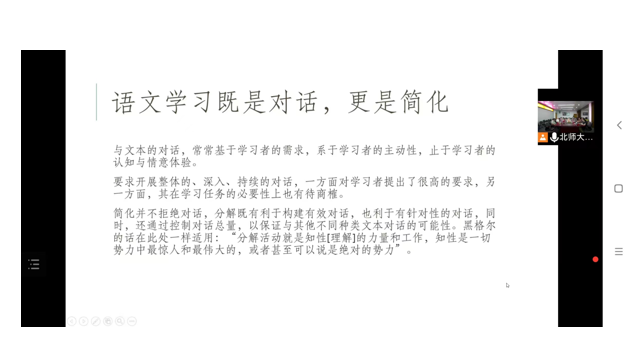 语文学习既是对话，更是简化
与文本的对话，常常基于学习者的需求，系于学习者的主动性，止于学习者的
认知与情意体验。
要求开展整体的、深入、持续的对话，一方面对学习者提出了很高的要求，另
一方面，其在学习任务的必要性上也有待商榷。
简化并不拒绝对话，分解既有利于构建有效对话，也利于有针对性的对话，同
时，还通过控制对话总量，以保证与其他不同种类文本对话的可能性。黑格尔
的话在此处一样适用：“分解活动就是知性[理解]的力量和工作，知性是一切
势力中最惊人和最伟大的，或者甚至可以说是绝对的势力”。
北师大...